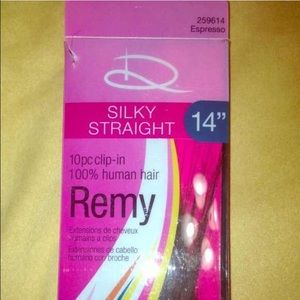 259614
Espresso
SILKY
STRAIGHT
14"
10pc clip-in
100% human hair
Remy
Extensions de cheveux
humains à clips
Extensiones de cabello
humano con broche